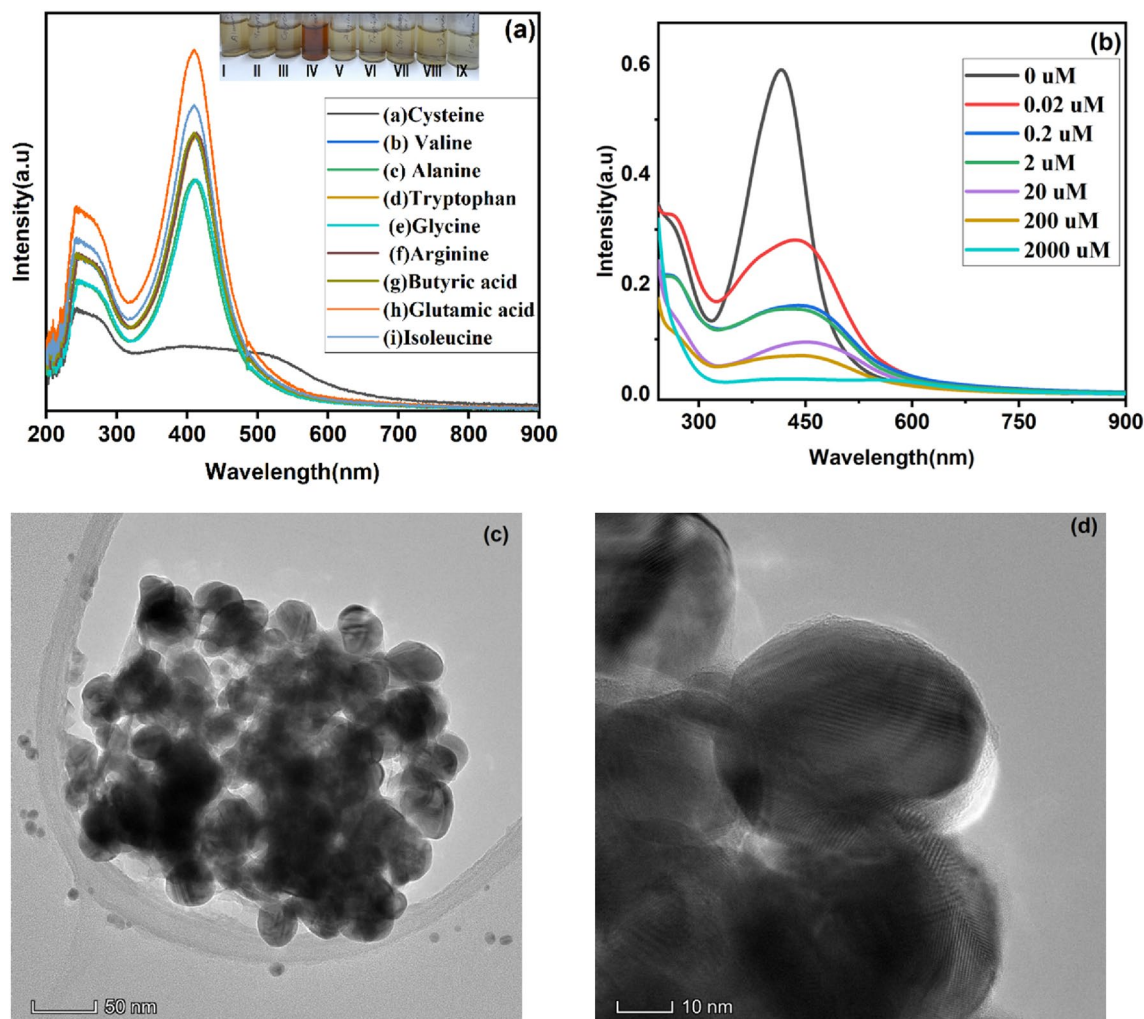 (a)
I II III IV V VI VII VIII IX
(a)Cysteine
(b) Valine
(c) Alanine
(d)Tryptophan
(e)Glycine
(f)Arginine
(g)Butyric acid
(h)Glutamic acid
(i)Isoleucine
Intensity(a.u)
200 300 400 500 600 700 800 900
Wavelength(nm)
(b)
0 uM
0.02 uM
0.2 uM
2 uM
20 uM
200 uM
2000 uM
Intensity(a.u)
0.6
0.4
0.2
0.0
300 450 600 750 900
Wavelength(nm)
(c)
50 nm
(d)
10 nm